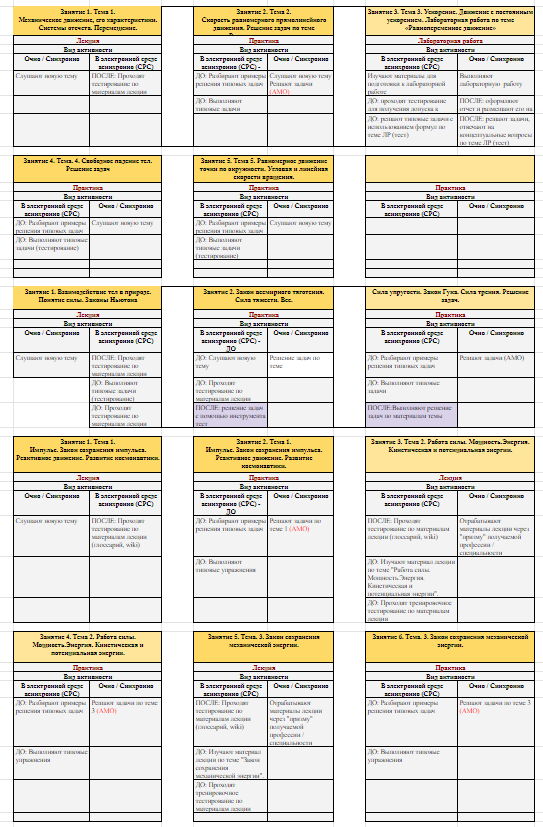 Занятие 1. Тема 1.
Механическое движение, его характеристики.
Системы отсчета. Перемещение.
Лекция
Вид активности
Очно / Синхронно
В электронной среде
асинхронно (СРС)
Слушают новую тему
ПОСЛЕ: Проходят
тестирование по
материалам лекции
Занятие 2. Тема 2.
Скорость равномерного прямолинейного
движения. Решение задач по теме
Практика
Вид активности
В электронной среде
асинхронно (СРС) -
Очно / Синхронно
ДО: Разбирают примеры
решения типовых задач
Слушают новую тему
Решают задачи
(АМО)
ДО: Выполняют
типовые задачи
Занятие 3. Тема 3. Ускорение. Движение с постоянным
ускорением. Лабораторная работа по теме
«Равнопеременное движение»
Лабораторная работа
Вид активности
В электронной среде
асинхронно (СРС)
Очно / Синхронно
Изучают материалы для
подготовки к лабораторной
работе
Выполняют
лабораторную работу
ДО: проходят тестирование
для получения допуска к
ПОСЛЕ: оформляют
отчет и размещают его на
ДО: решают типовые задачи с
использованием формул по
теме ЛР (тест)
ПОСЛЕ: решают задачи,
отвечают на
концептуальные вопросы
по теме ЛР (тест)
Занятие 4. Тема. 4. Свободное падение тел.
Решение задач
Практика
Вид активности
В электронной среде
асинхронно (СРС)
Очно / Синхронно
ДО: Разбирают примеры
решения типовых задач
Слушают новую тему
ДО: Выполняют типовые
задачи (тестирование)
Занятие 5. Тема 5. Равномерное движение
точки по окружности. Угловая и линейная
скорости вращения.
Практика
Вид активности
В электронной среде
асинхронно (СРС)
Очно / Синхронно
ДО: Разбирают примеры
решения типовых задач
Слушают новую тему
ДО: Выполняют
типовые задачи
(тестирование)
Практика
Вид активности
В электронной среде
асинхронно (СРС)
Очно / Синхронно
Занятие 1. Взаимодействие тел в природе.
Понятие силы. Законы Ньютона
Лекция
Вид активности
Очно / Синхронно
В электронной среде
асинхронно (СРС)
Слушают новую тему
ПОСЛЕ: Проходят
тестирование по
материалам лекции
ДО: Выполняют
типовые задачи
(тестирование)
ДО: Проходят
тестирование по
материалам лекции
Занятие 2. Закон всемирного тяготения.
Сила тяжести. Вес.
Практика
Вид активности
В электронной среде
асинхронно (СРС) -
ДО
Очно / Синхронно
ДО: Слушают новую
тему
Решение задач по
теме
ДО: Проходят
тестирование по
материалам лекции
ПОСЛЕ: решение задач
с помощью инструмента
тест
Сила упругости. Закон Гука. Сила трения. Решение
задач.
Практика
Вид активности
В электронной среде
асинхронно (СРС)
Очно / Синхронно
ДО: Разбирают примеры
решения типовых задач
Решают задачи (АМО)
ДО: Выполняют типовые
задачи
ПОСЛЕ:Выполняют решение
задач по материалам темы
Занятие 1. Тема 1.
Импульс. Закон сохранения импульса.
Реактивное движение. Развитие космонавтики.
Лекция
Вид активности
Очно / Синхронно
В электронной среде
асинхронно (СРС)
Слушают новую тему
ПОСЛЕ: Проходят
тестирование по
материалам лекции
(глоссарий, wiki)
Занятие 2. Тема 1.
Импульс. Закон сохранения импульса.
Реактивное движение. Развитие
космонавтики.
Практика
Вид активности
В электронной среде
асинхронно (СРС) -
ДО
Очно / Синхронно
ДО: Разбирают примеры
решения типовых задач
Решают задачи по
теме 1 (АМО)
ДО: Выполняют
типовые упражнения
Занятие 3. Тема 2. Работа силы. Мощность.Энергия.
Кинетическая и потенциальная энергии.
Лекция
Вид активности
В электронной среде
асинхронно (СРС)
Очно / Синхронно
ПОСЛЕ: Проходят
тестирование по материалам
лекции (глоссарий, wiki)
Отрабатывают
материалы лекции через
"призму" получаемой
профессии /
специальности
ДО: Изучают материал лекции
по теме "Работа силы.
Мощность.Энергия.
Кинетическая и
потенциальная энергии".
ДО: Проходят тренировочное
тестирование по материалам
лекции
Занятие 4. Тема 2. Работа силы.
Мощность.Энергия. Кинетическая и
потенциальная энергии.
Практика
Вид активности
В электронной среде
асинхронно (СРС)
Очно / Синхронно
ДО: Разбирают примеры
решения типовых задач
Решают задачи по теме
3 (АМО)
ДО: Выполняют типовые
упражнения
Занятие 5. Тема. 3. Закон сохранения
механической энергии.
Лекция
Вид активности
В электронной среде
асинхронно (СРС)
Очно / Синхронно
ПОСЛЕ: Проходят
тестирование по
материалам лекции
(глоссарий, wiki)
Отрабатывают
материалы лекции
через "призму"
получаемой
профессии /
специальности
ДО: Изучают материал
лекции по теме "Закон
сохранения
механической энергии".
ДО: Проходят
тренировочное
тестирование по
материалам лекции
Занятие 6. Тема. 3. Закон сохранения механической
энергии.
Практика
Вид активности
В электронной среде
асинхронно (СРС)
Очно / Синхронно
ДО: Разбирают примеры
решения типовых задач
Решают задачи по теме 3
(АМО)
ДО: Выполняют типовые
упражнения